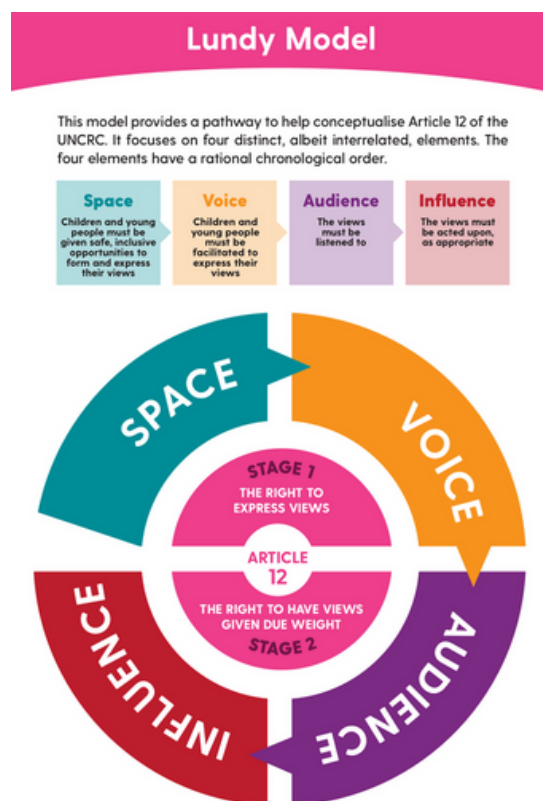 Lundy Model
This model provides a pathway to help conceptualise Article 12 of the
UNCRC. It focuses on four distinct, albeit interrelated, elements. The
four elements have a rational chronological order.
Space
Children and young
people must be
given safe, inclusive
opportunities to
form and express
their views
Voice
Children and
young people
must be
facilitated to
express their
views
Audience
The views
must be
listened to
Influence
The views must
be acted upon,
as appropriate
SPACE
VOICE
STAGE 1
THE RIGHT TO
EXPRESS VIEWS
ARTICLE
12
THE RIGHT TO HAVE VIEWS
GIVEN DUE WEIGHT
STAGE 2
INFLUENCE
AUDIENCE